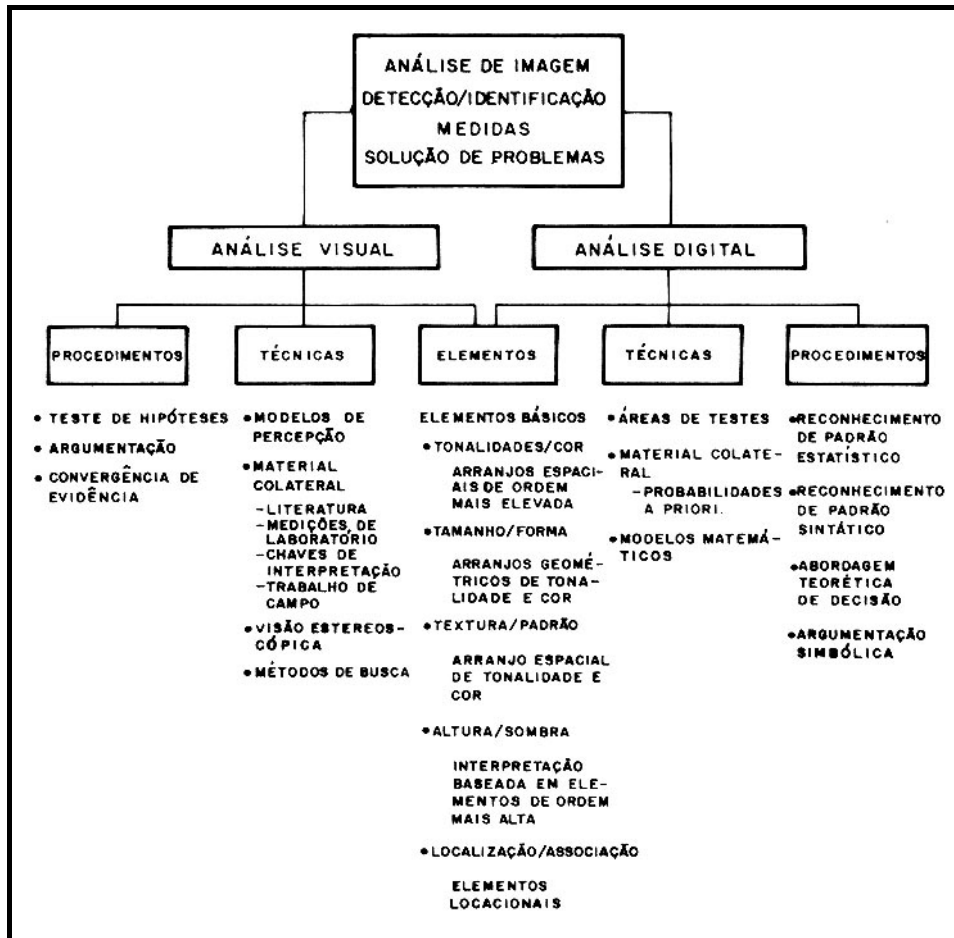 ANÁLISE DE IMAGEM
DETECÇÃO/IDENTIFICAÇÃO
MEDIDAS
SOLUÇÃO DE PROBLEMAS
ANÁLISE VISUAL
ANÁLISE DIGITAL
PROCEDIMENTOS
TÉCNICAS
ELEMENTOS
TÉCNICAS
PROCEDIMENTOS
• TESTE DE HIPÓTESES
• ARGUMENTAÇÃO
• CONVERGÊNCIA DE
EVIDÊNCIA
• MODELOS DE
PERCEPÇÃO
• MATERIAL
COLATERAL
- LITERATURA
- MEDIÇÕES DE
LABORATÓRIO
- CHAVES DE
INTERPRETAÇÃO
- TRABALHO DE
CAMPO
• VISÃO ESTEREOS-
CÓPICA
• MÉTODOS DE BUSCA
ELEMENTOS BÁSICOS
• TONALIDADES/COR
ARRANJOS ESPACI-
AIS DE ORDEM
MAIS ELEVADA
• TAMANHO/FORMA
ARRANJOS GEOMÉ-
TRICOS DE TONA-
LIDADE E COR
• TEXTURA/PADRÃO
ARRANJO ESPACIAL
DE TONALIDADE E
COR
• ALTURA/SOMBRA
INTERPRETAÇÃO
BASEADA EM ELE-
MENTOS DE ORDEM
MAIS ALTA
• LOCALIZAÇÃO/ASSOCIAÇÃO
ELEMENTOS
LOCACIONAIS
• ÁREAS DE TESTES
• MATERIAL COLATE-
RAL
- PROBABILIDADES
A PRIORI.
• MODELOS MATEMÁ-
TICOS
• RECONHECIMENTO
DE PADRÃO
ESTATÍSTICO
• RECONHECIMENTO
DE PADRÃO
SINTÁTICO
• ABORDAGEM
TEORÉTICA
DE DECISÃO
• ARGUMENTAÇÃO
SIMBÓLICA